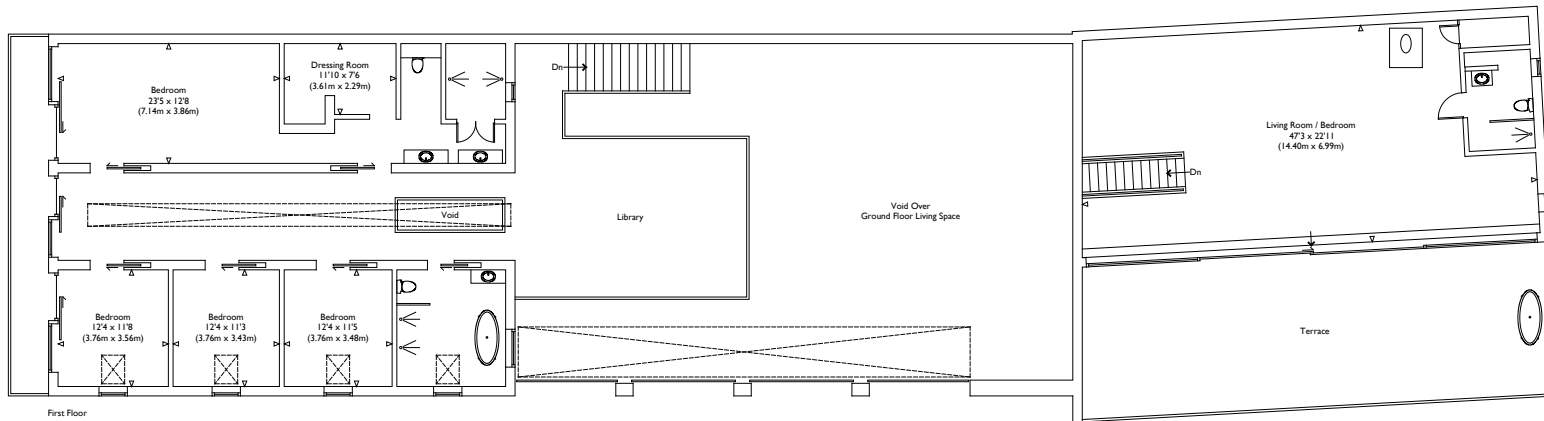 Bedroom
23'5 x 12'8
(7.14m x 3.86m)
Dressing Room
11'10 x 7'6
(3.61m x 2.29m)
Dn
Living Room / Bedroom
47'3 x 22'11
(14.40m x 6.99m)
Dn
Void
Library
Void Over
Ground Floor Living Space
Bedroom
12'4 x 11'8
(3.76m x 3.56m)
Bedroom
12'4 x 11'3
(3.76m x 3.43m)
Bedroom
12'4 x 11'5
(3.76m x 3.48m)
Terrace
First Floor